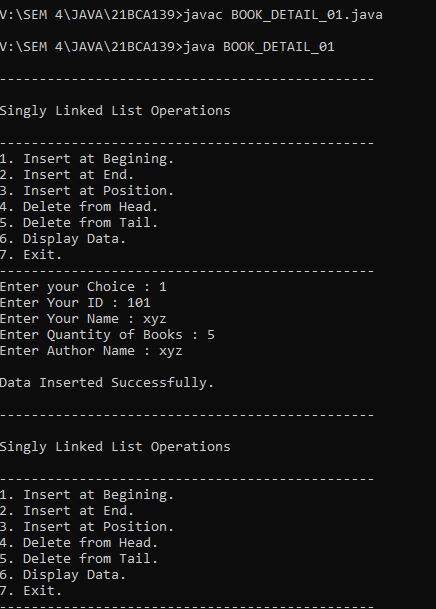 V:\SEM 4\JAVA\21BCA139>javac BOOK_DETAIL_01.java
V:\SEM 4\JAVA\21BCA139>java BOOK_DETAIL_01
-----------------------------------------------
Singly Linked List Operations
-----------------------------------------------
1. Insert at Begining.
2. Insert at End.
3. Insert at Position.
4. Delete from Head.
5. Delete from Tail.
6. Display Data.
7. Exit.
-----------------------------------------------
Enter your Choice : 1
Enter Your ID : 101
Enter Your Name : xyz
Enter Quantity of Books : 5
Enter Author Name : xyz
Data Inserted Successfully.
-----------------------------------------------
Singly Linked List Operations
-----------------------------------------------
1. Insert at Begining.
2. Insert at End.
3. Insert at Position.
4. Delete from Head.
5. Delete from Tail.
6. Display Data.
7. Exit.
-----------------------------------------------